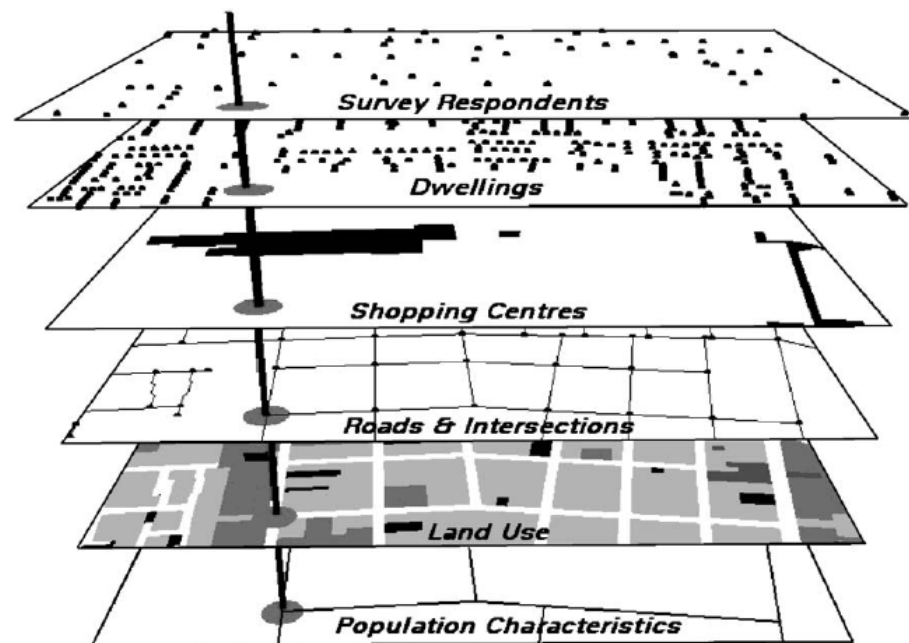 Survey Respondents
Dwellings
Shopping Centres
Roads & Intersections
Land Use
Population Characteristics